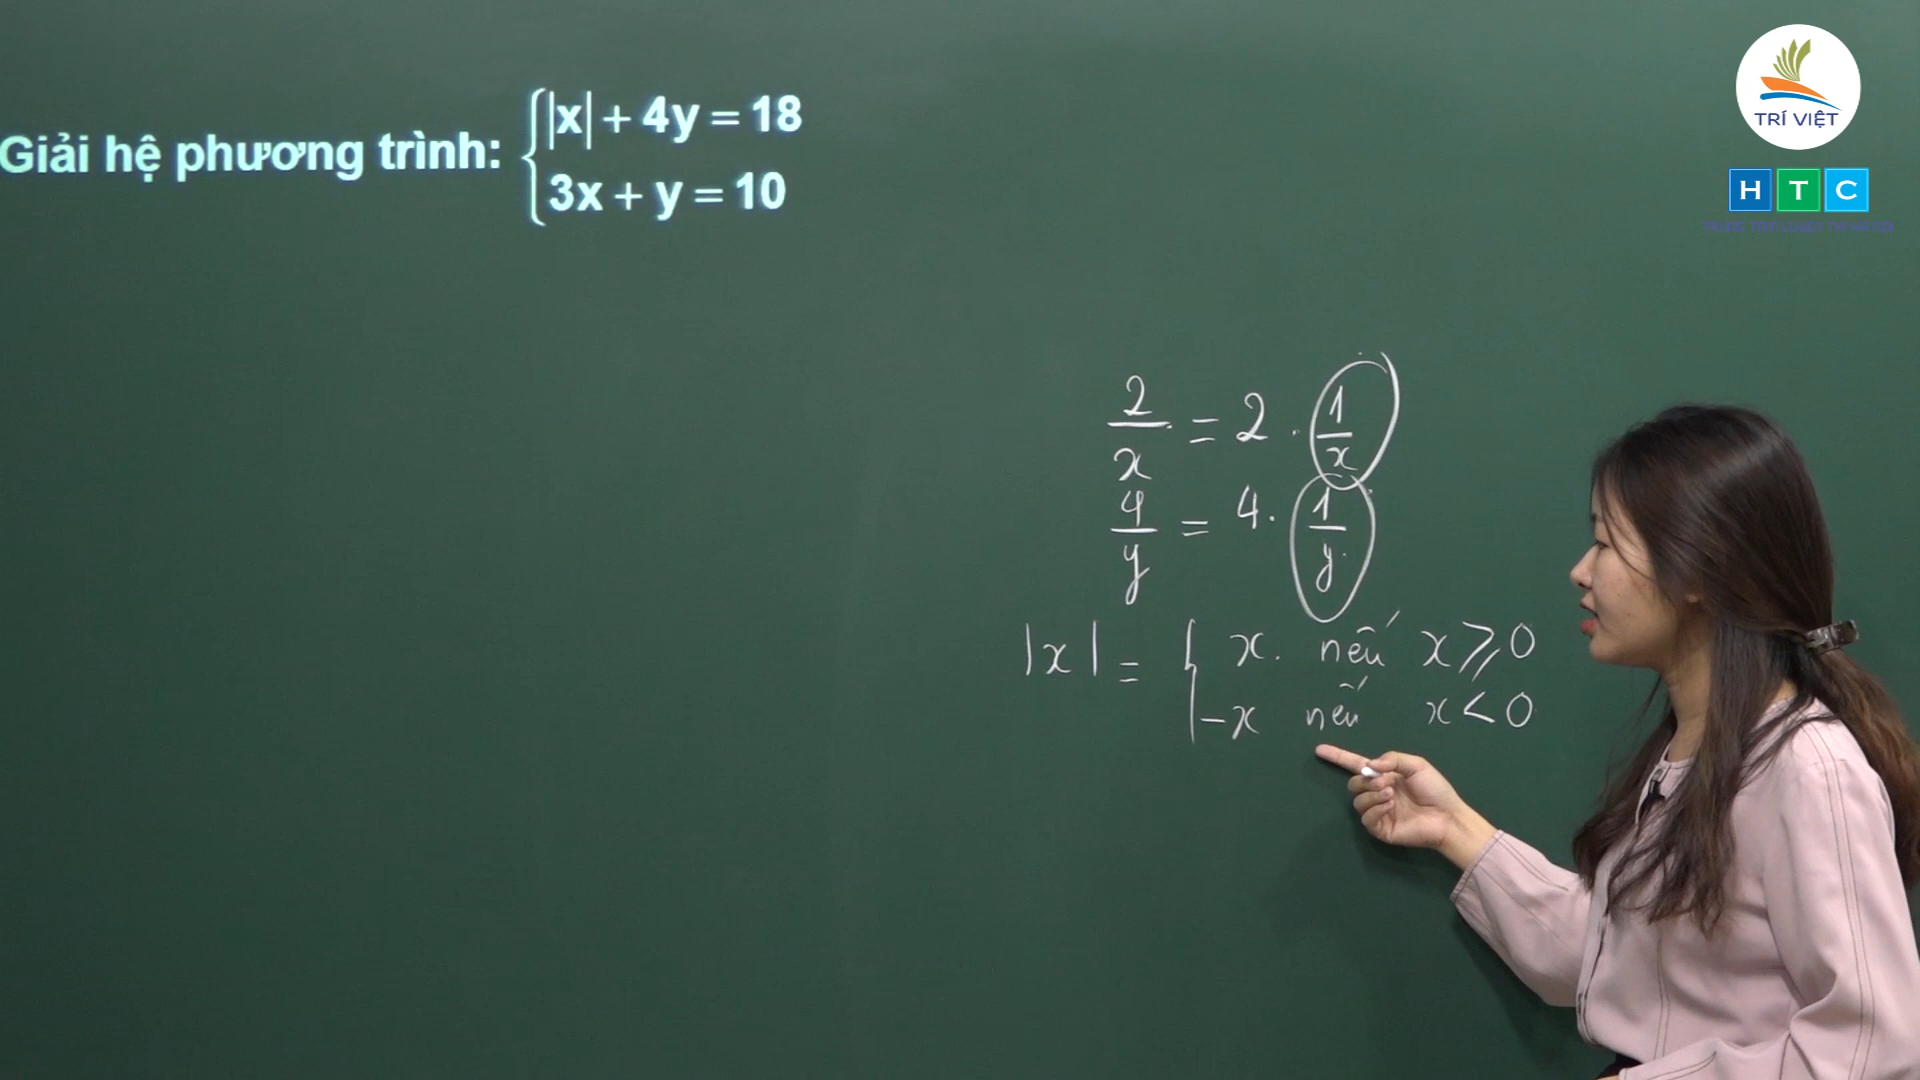 Giải hệ phương trình: { |x| + 4y = 18
3x + y = 10
TRÍ VIỆT
H T C
2/x = 2 . 1/x
4/y = 4 . 1/y
|x| = { x . nếu x ⩾ 0
-x nếu x < 0